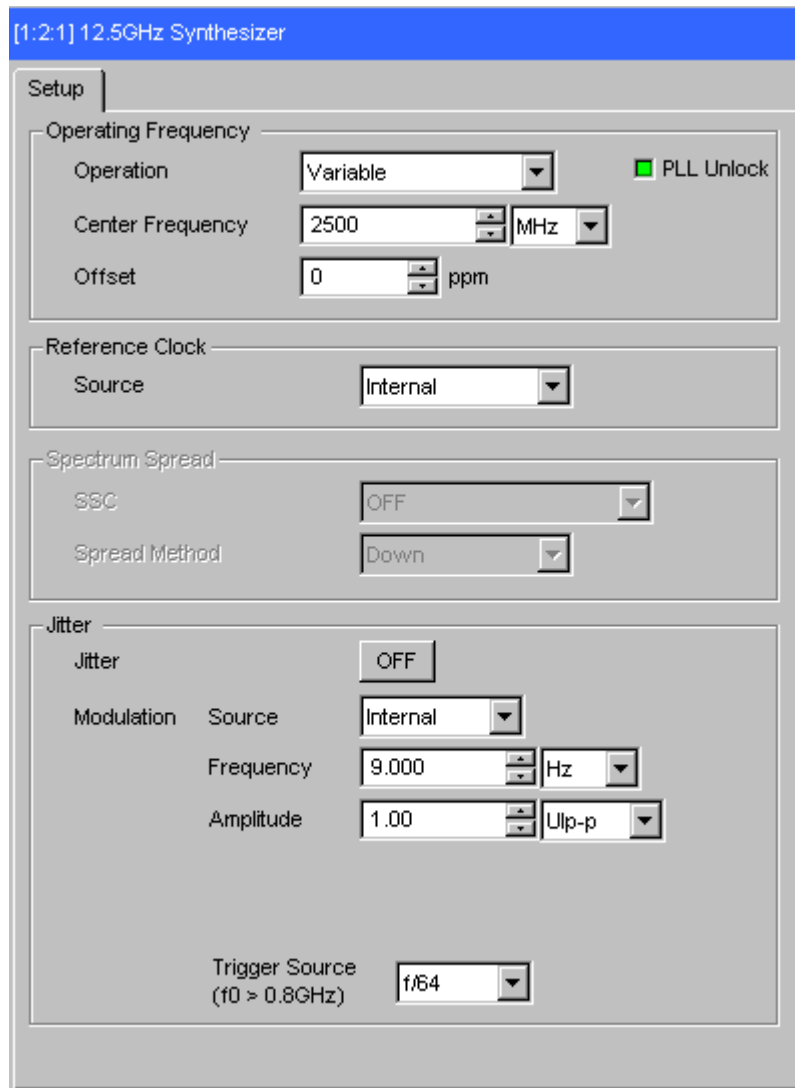 [1:2:1] 12.5GHz Synthesizer
Setup
Operating Frequency
Operation Variable PLL Unlock
Center Frequency 2500 MHz
Offset 0 ppm
Reference Clock
Source Internal
Spectrum Spread
SSC OFF
Spread Method Down
Jitter
Jitter OFF
Modulation Source Internal
Frequency 9.000 Hz
Amplitude 1.00 UIp-p
Trigger Source
(f0 > 0.8GHz) f/64